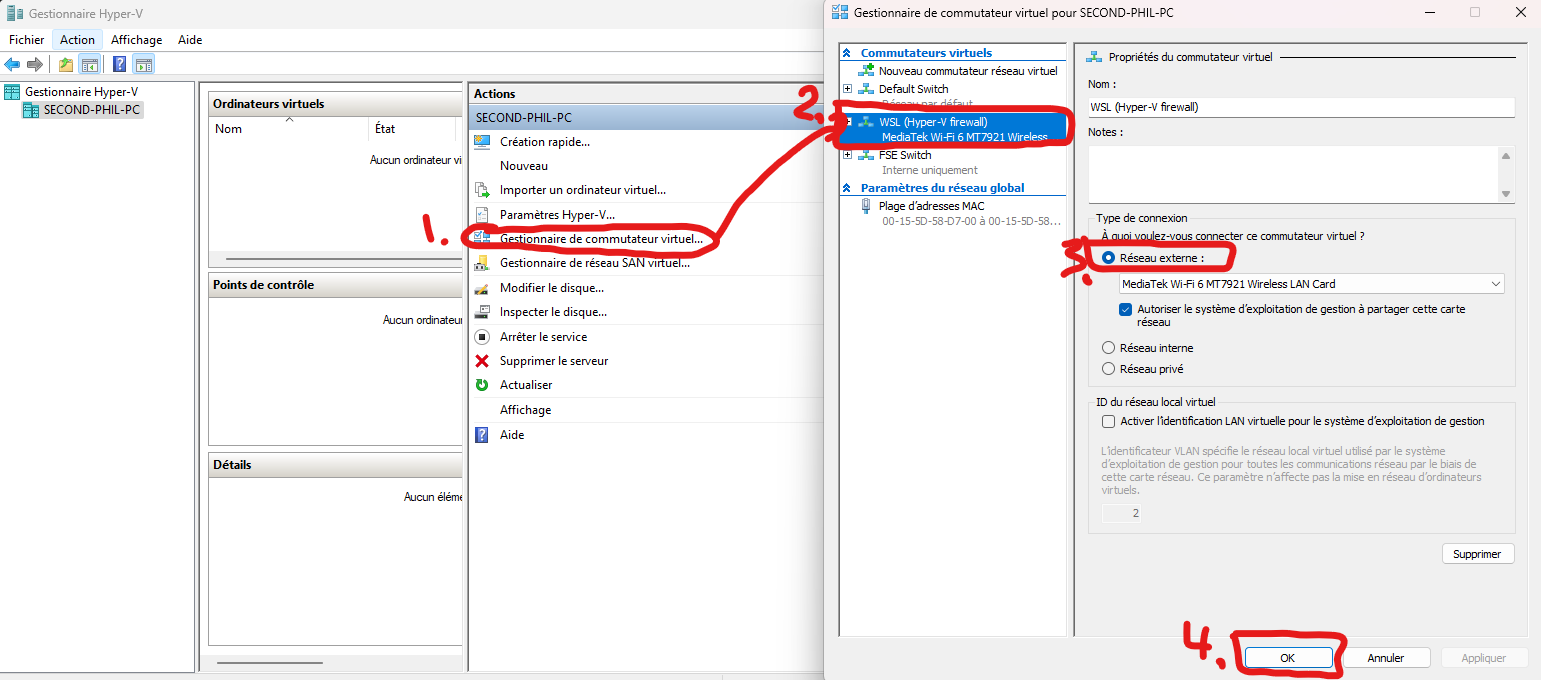 Gestionnaire Hyper-V
Fichier Action Affichage Aide
Gestionnaire Hyper-V
SECOND-PHIL-PC
Ordinateurs virtuels
Nom État
Aucun ordinateur vi
Points de contrôle
Aucun ordinateur
Détails
Aucun éléme
Actions
SECOND-PHIL-PC
Création rapide...
Nouveau
Importer un ordinateur virtuel...
Paramètres Hyper-V...
1.
Gestionnaire de commutateur virtuel...
Gestionnaire de réseau SAN virtuel...
Modifier le disque...
Inspecter le disque...
Arrêter le service
Supprimer le serveur
Actualiser
Affichage
Aide
Gestionnaire de commutateur virtuel pour SECOND-PHIL-PC
Commutateurs virtuels
Nouveau commutateur réseau virtuel
Default Switch
Réseau par défaut
2.
WSL (Hyper-V firewall)
MediaTek Wi-Fi 6 MT7921 Wireless
FSE Switch
Interne uniquement
Paramètres du réseau global
Plage d'adresses MAC
00-15-5D-58-D7-00 à 00-15-5D-58...
Propriétés du commutateur virtuel
Nom :
WSL (Hyper-V firewall)
Notes :
Type de connexion
À quoi voulez-vous connecter ce commutateur virtuel ?
3.
Réseau externe :
MediaTek Wi-Fi 6 MT7921 Wireless LAN Card
Autoriser le système d'exploitation de gestion à partager cette carte
réseau
Réseau interne
Réseau privé
ID du réseau local virtuel
Activer l'identification LAN virtuelle pour le système d'exploitation de gestion
L'identificateur VLAN spécifie le réseau local virtuel utilisé par le système
d'exploitation de gestion pour toutes les communications réseau par le biais de
cette carte réseau. Ce paramètre n'affecte pas la mise en réseau d'ordinateurs
virtuels.
2
Supprimer
4.
OK Annuler Appliquer